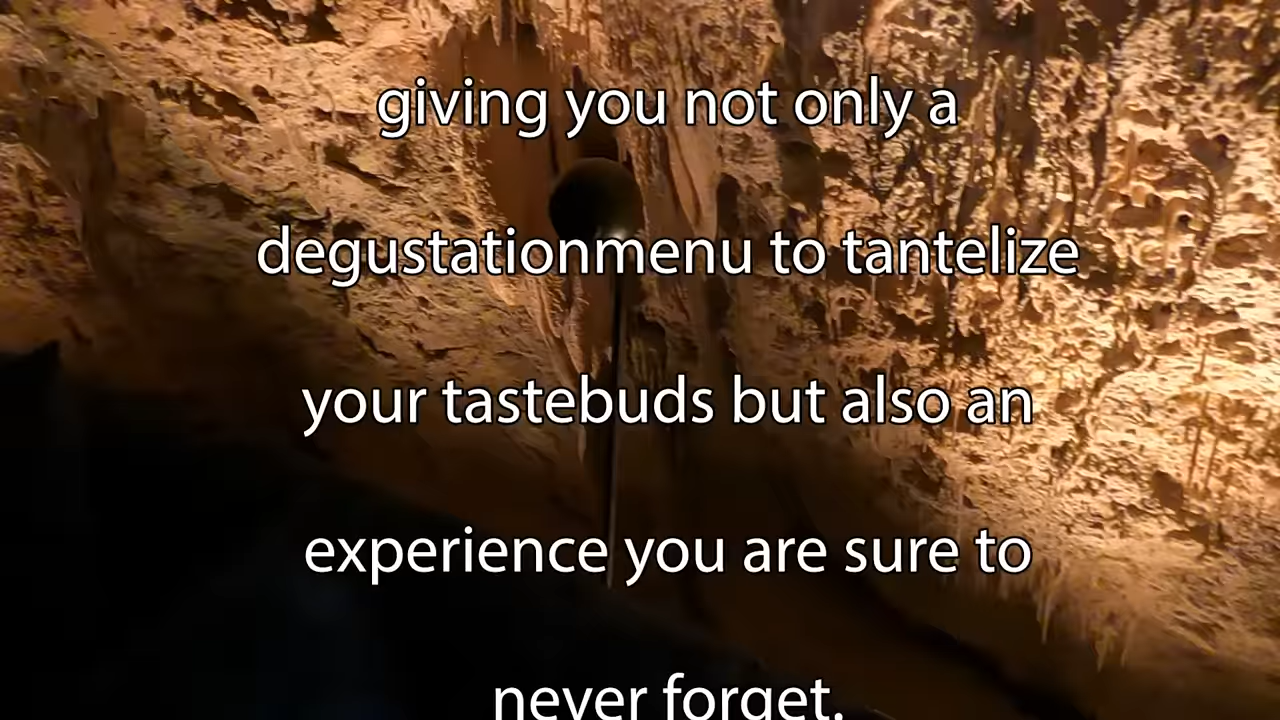 giving you not only a
degustationmenu to tantelize
your tastebuds but also an
experience you are sure to
never forget.